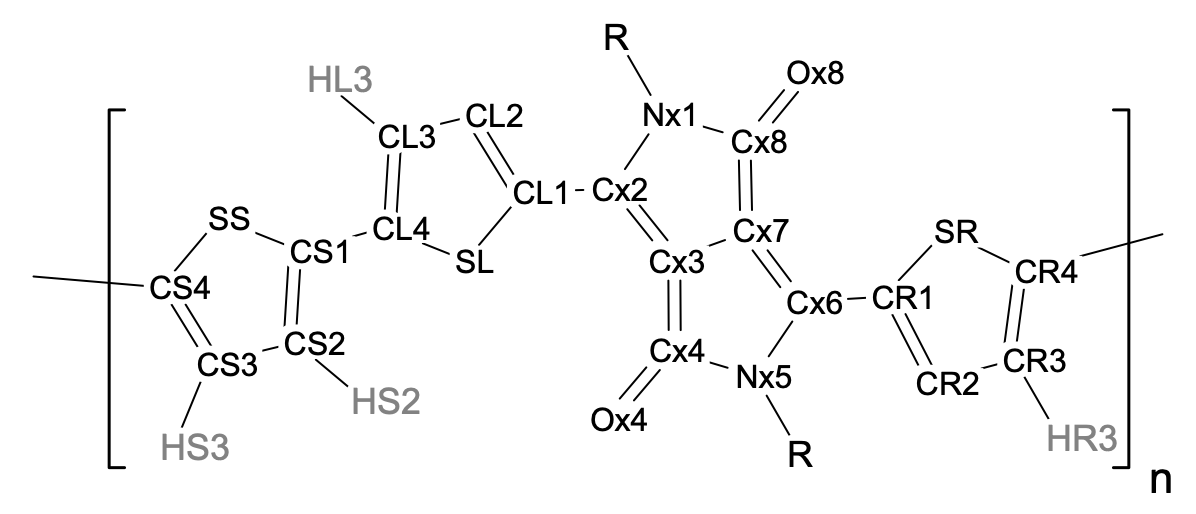 R
Ox8
HL3
Nx1
CL2
CL3
Cx8
CL1
Cx2
SS
CL4
Cx7
SR
CS1
SL
Cx3
CR4
CS4
Cx6
CR1
CS2
Cx4
CS3
Nx5
CR3
CR2
HS2
Ox4
HS3
R
HR3
n